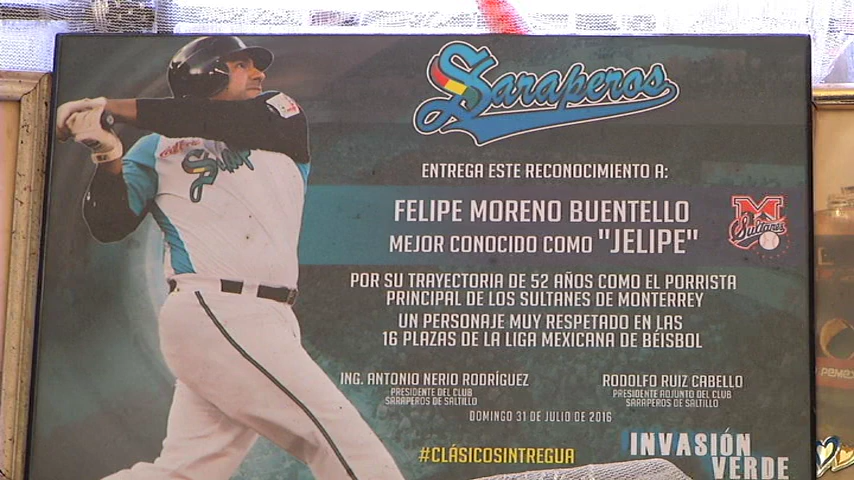 Saraperos
ENTREGA ESTE RECONOCIMIENTO A:
FELIPE MORENO BUENTELLO
MEJOR CONOCIDO COMO "JELIPE"
M
Sultanes
POR SU TRAYECTORIA DE 52 AÑOS COMO EL PORRISTA
PRINCIPAL DE LOS SULTANES DE MONTERREY
UN PERSONAJE MUY RESPETADO EN LAS
16 PLAZAS DE LA LIGA MEXICANA DE BÉISBOL
ING. ANTONIO NERIO RODRÍGUEZ
PRESIDENTE DEL CLUB
SARAPEROS DE SALTILLO
RODOLFO RUIZ CABELLO
PRESIDENTE ADJUNTO DEL CLUB
SARAPEROS DE SALTILLO
DOMINGO 31 DE JULIO DE 2016
#CLÁSICOSINTREGUA
INVASIÓN
VERDE
PEMEX